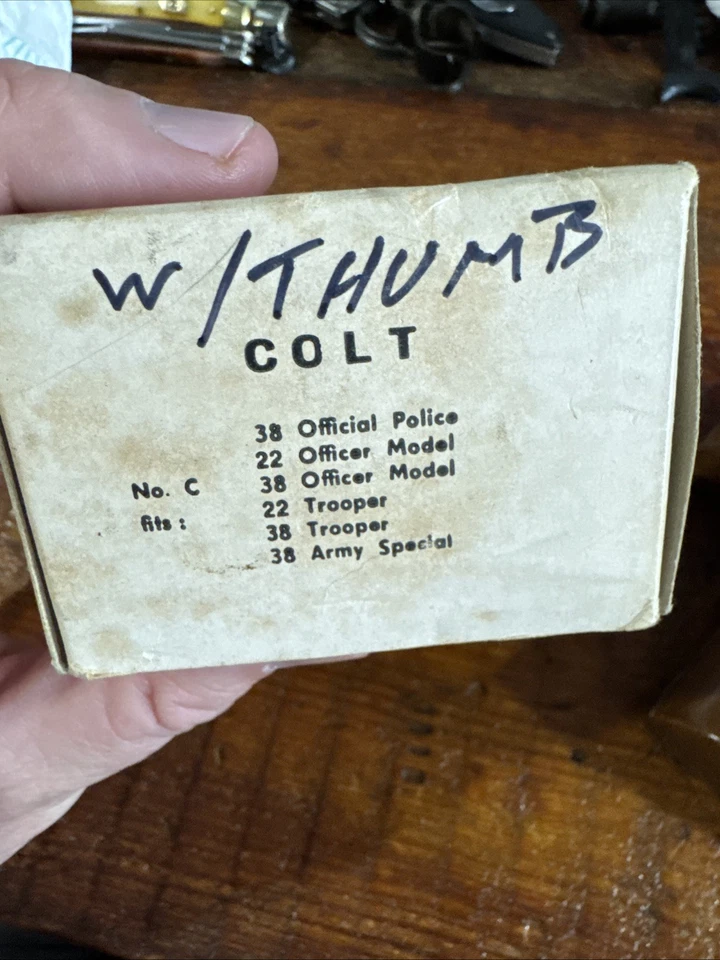 W/THUMB
COLT
38 Official Police
22 Officer Model
No. C 38 Officer Model
fits: 22 Trooper
38 Trooper
38 Army Special